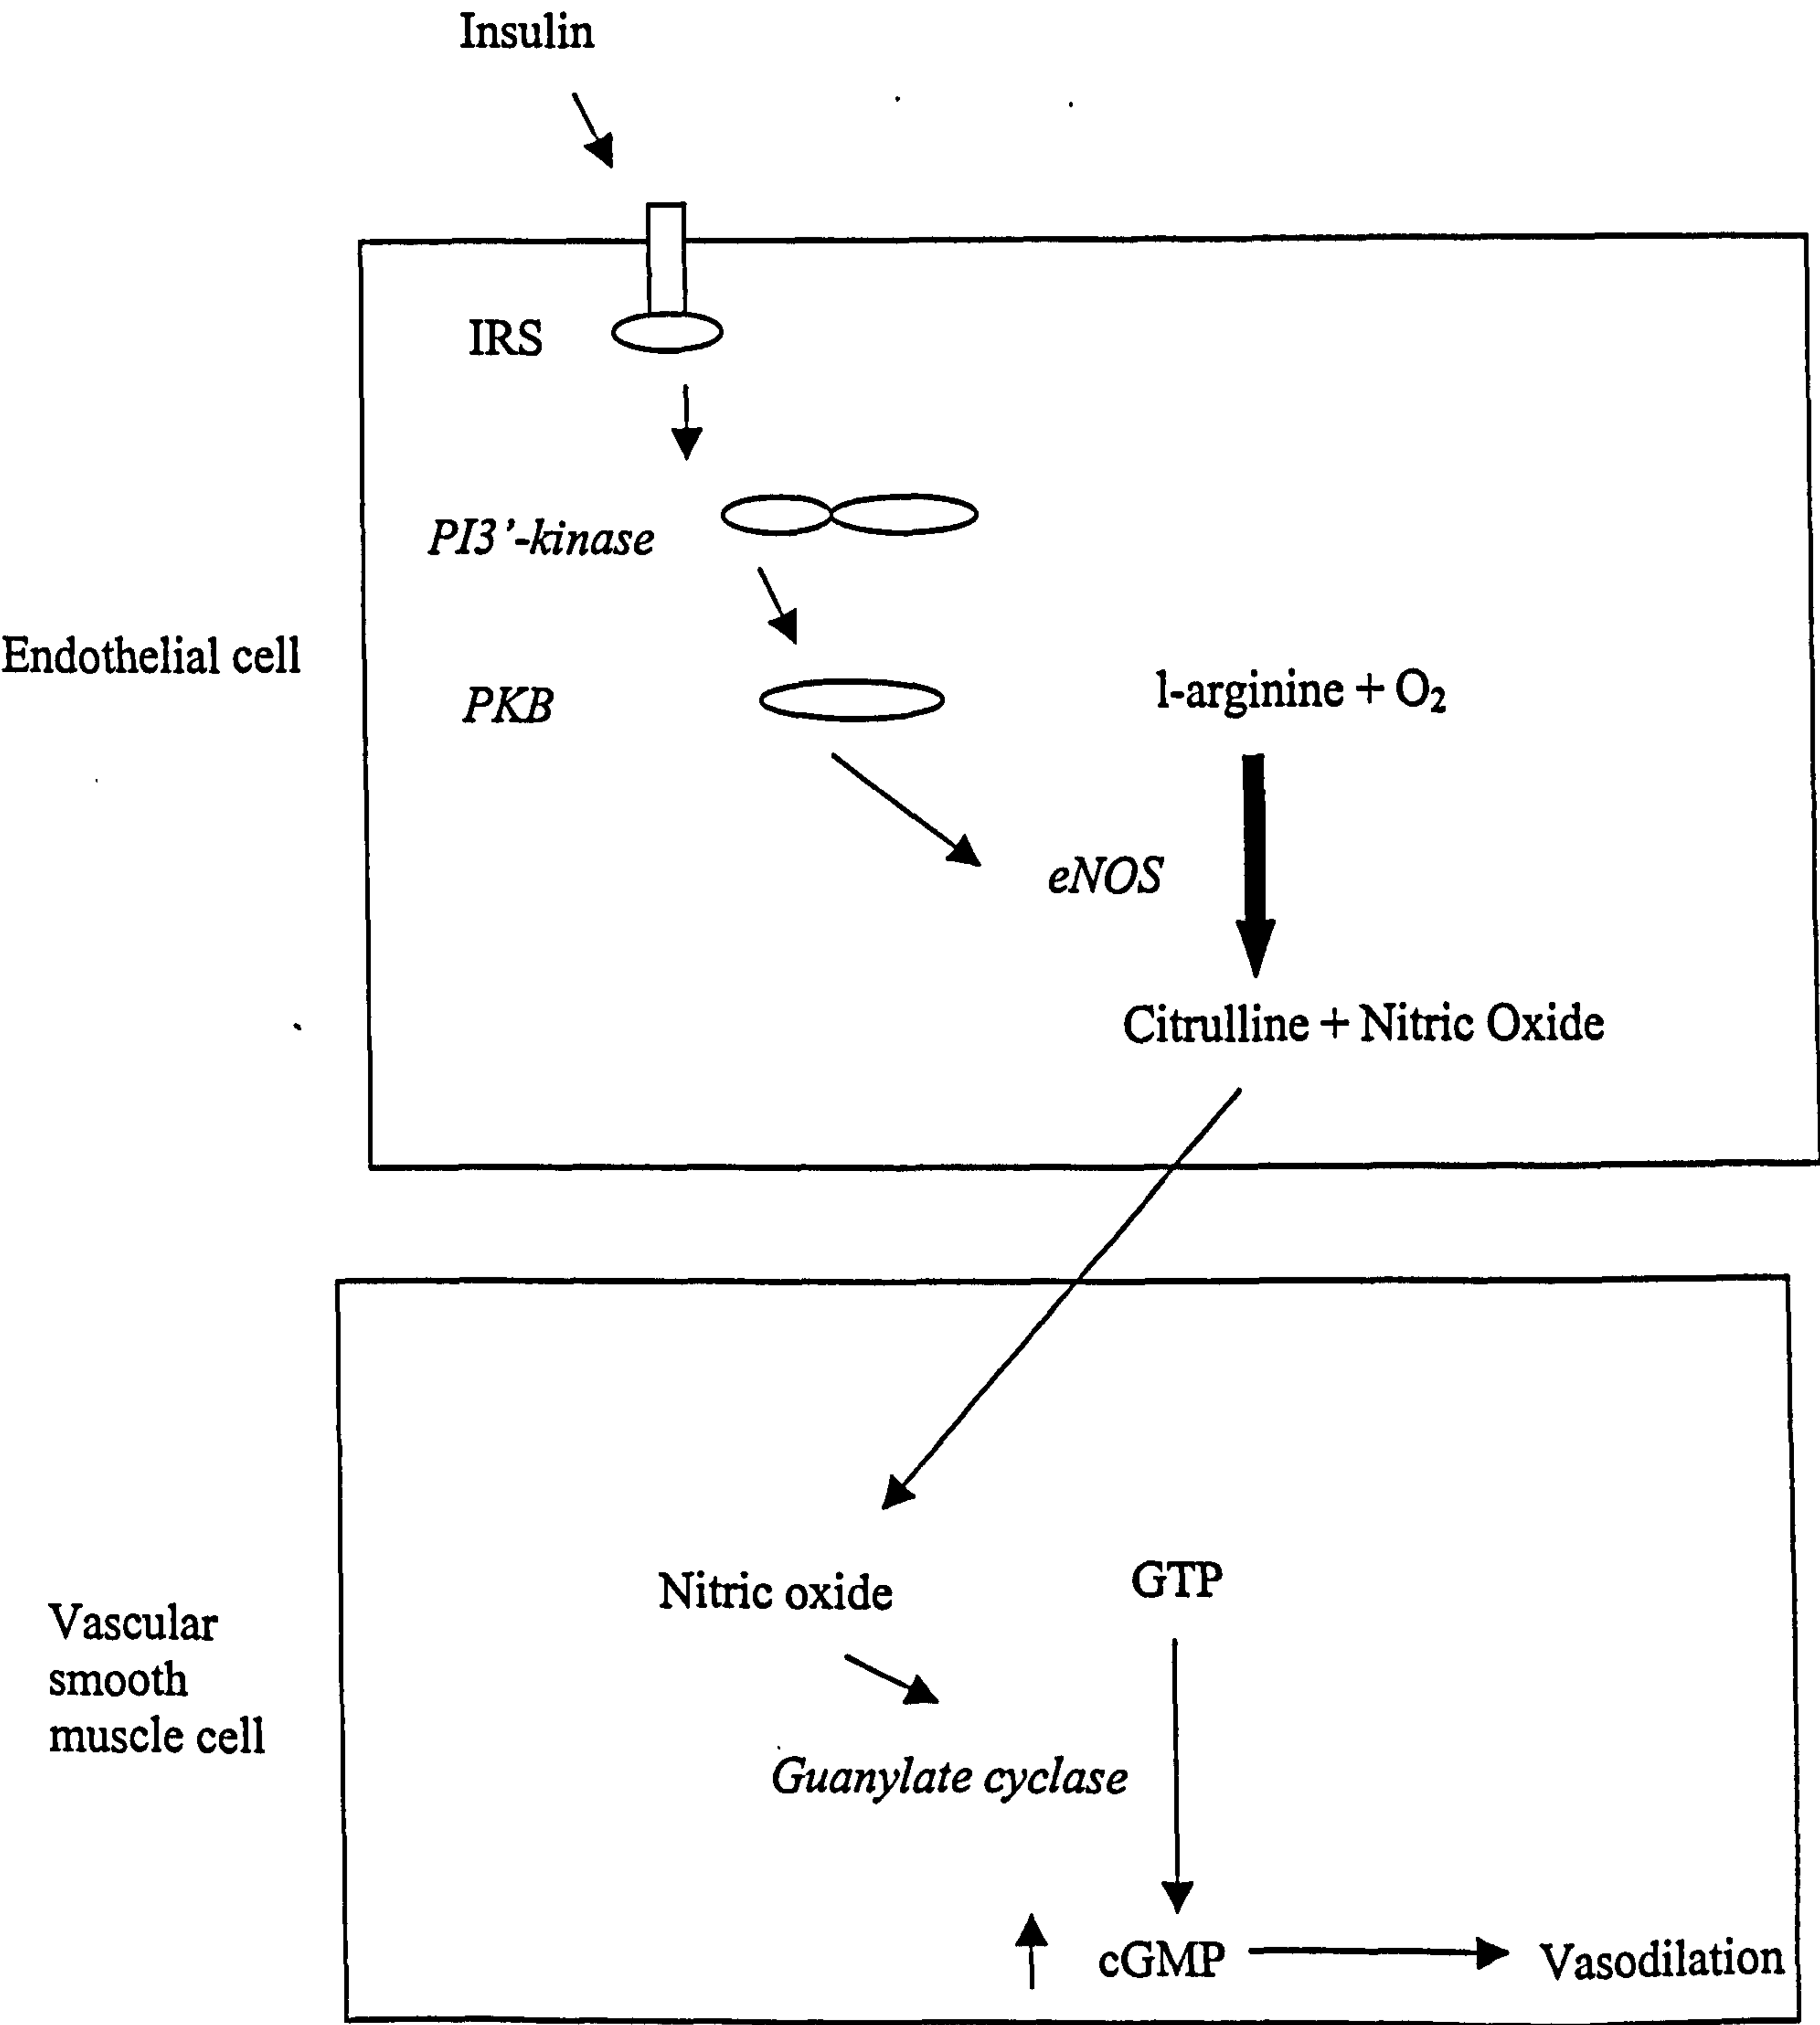 Insulin
IRS
PI3’-kinase
Endothelial cell
PKB
l-arginine + O₂
eNOS
Citrulline + Nitric Oxide
Nitric oxide
GTP
Vascular
smooth
muscle cell
Guanylate cyclase
cGMP
Vasodilation